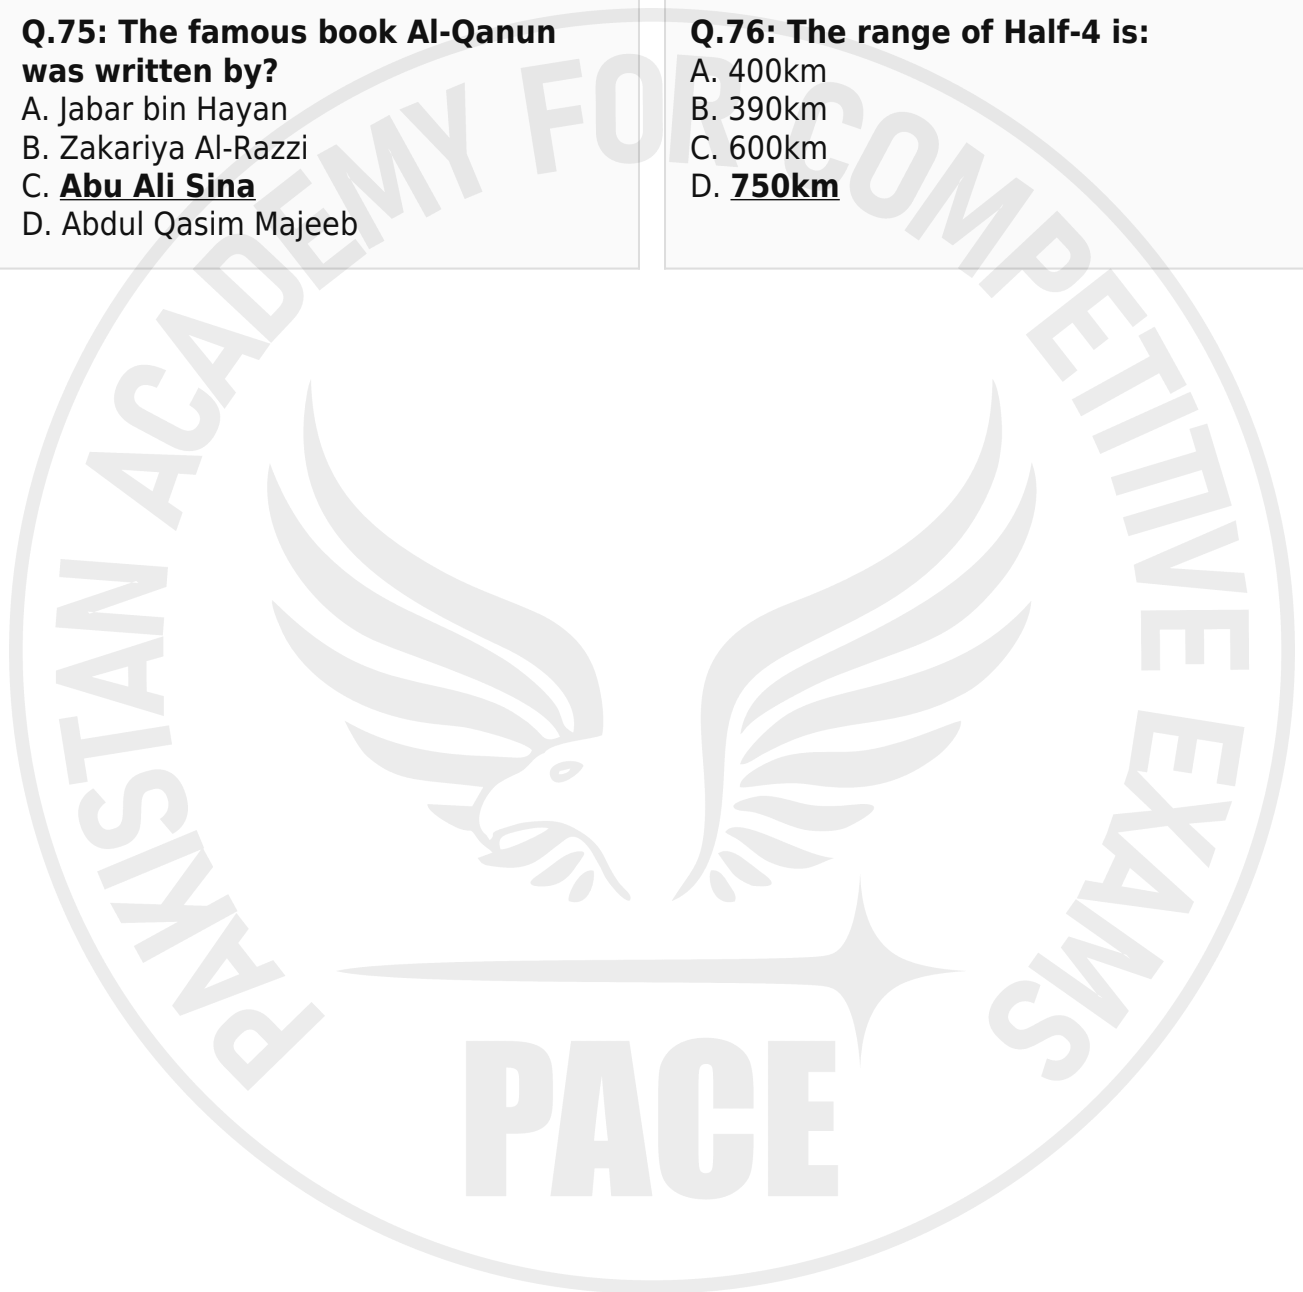 Q.75: The famous book Al-Qanun
was written by?
A. Jabar bin Hayan
B. Zakariya Al-Razzi
C. Abu Ali Sina
D. Abdul Qasim Majeeb
Q.76: The range of Half-4 is:
A. 400km
B. 390km
C. 600km
D. 750km
PAKISTAN ACADEMY FOR COMPETITIVE EXAMS
PACE